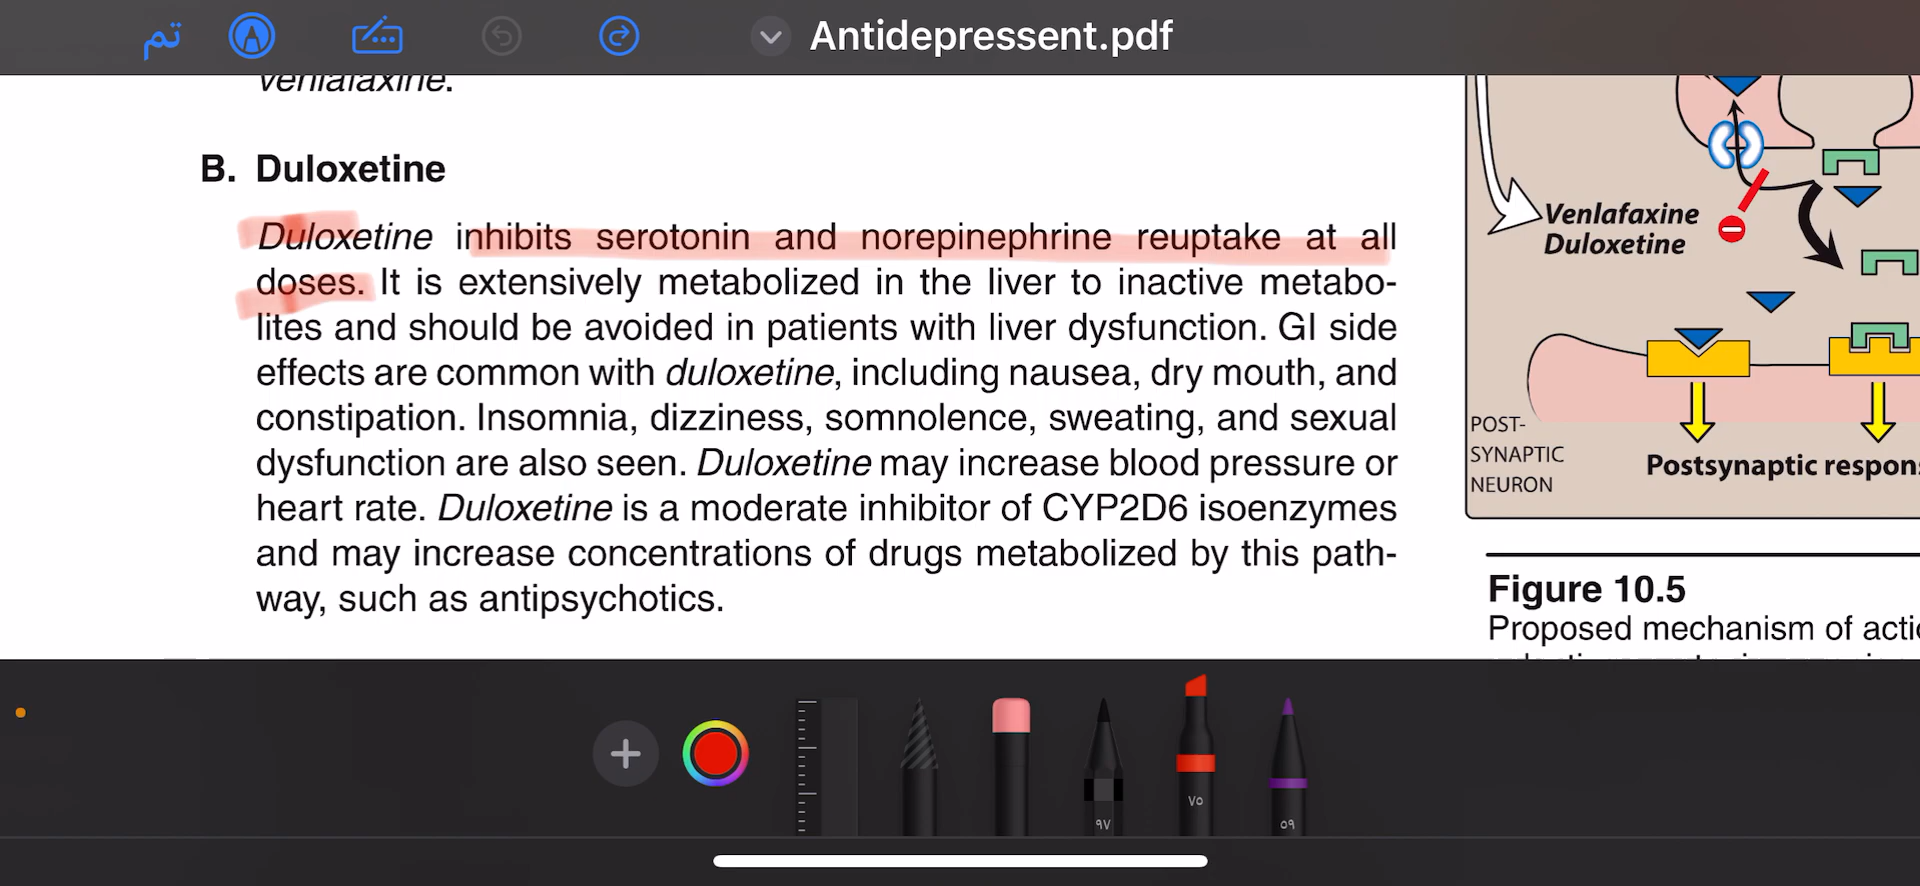 تم
Antidepressent.pdf
venlafaxine.
B. Duloxetine
Duloxetine inhibits serotonin and norepinephrine reuptake at all
doses. It is extensively metabolized in the liver to inactive metabo-
lites and should be avoided in patients with liver dysfunction. GI side
effects are common with duloxetine, including nausea, dry mouth, and
constipation. Insomnia, dizziness, somnolence, sweating, and sexual
dysfunction are also seen. Duloxetine may increase blood pressure or
heart rate. Duloxetine is a moderate inhibitor of CYP2D6 isoenzymes
and may increase concentrations of drugs metabolized by this path-
way, such as antipsychotics.
Venlafaxine
Duloxetine
POST-
SYNAPTIC
NEURON
Postsynaptic respon
Figure 10.5
Proposed mechanism of acti
٩٧
٧٥
٥٩